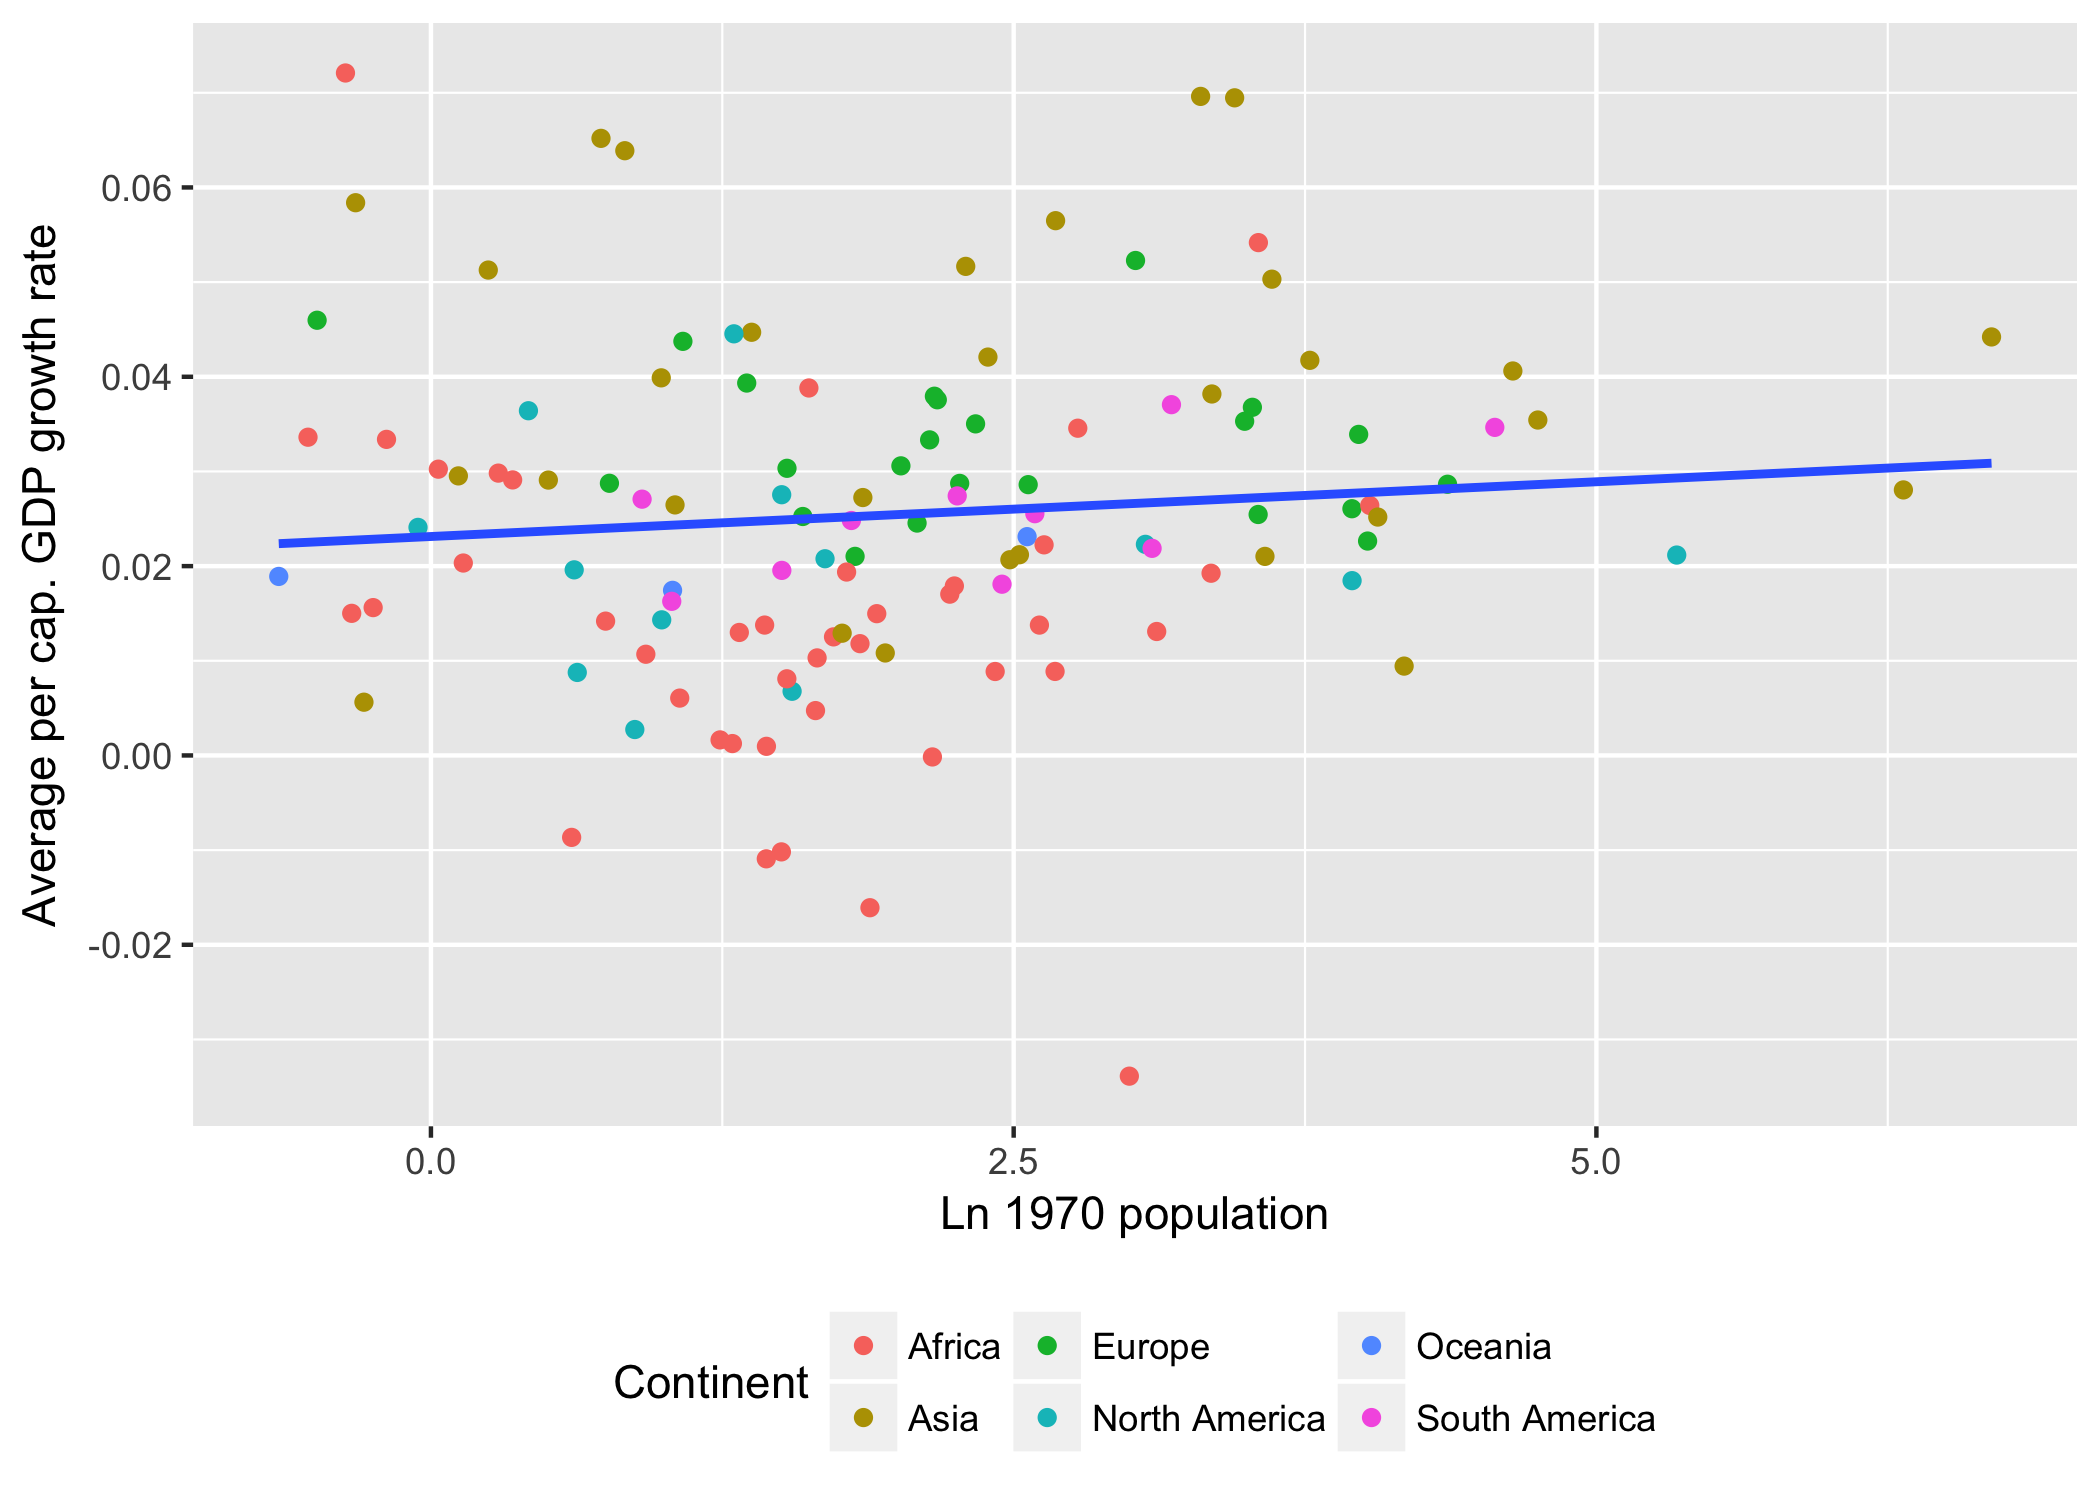 Average per cap. GDP growth rate
0.06
0.04
0.02
0.00
-0.02
0.0 2.5 5.0
Ln 1970 population
Continent
Africa Europe Oceania
Asia North America South America